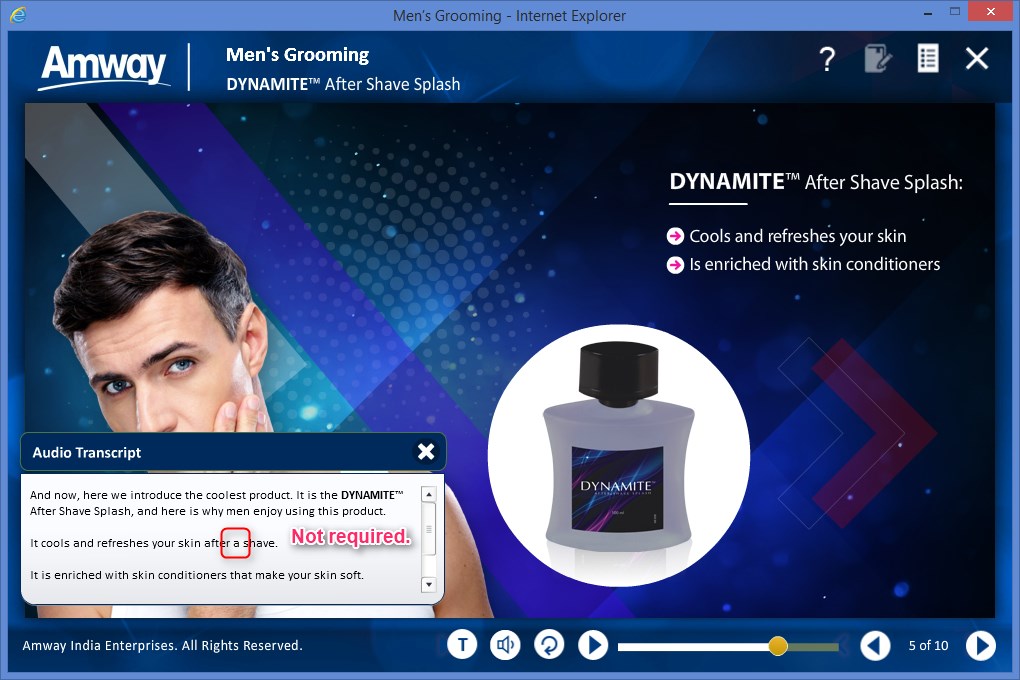 Men's Grooming - Internet Explorer
Amway
Men's Grooming
DYNAMITE™ After Shave Splash
?
DYNAMITE™ After Shave Splash:
Cools and refreshes your skin
Is enriched with skin conditioners
DYNAMITE™
AFTER SHAVE SPLASH
Audio Transcript
And now, here we introduce the coolest product. It is the DYNAMITE™
After Shave Splash, and here is why men enjoy using this product.
It cools and refreshes your skin after a shave.
Not required.
It is enriched with skin conditioners that make your skin soft.
Amway India Enterprises. All Rights Reserved.
T
5 of 10